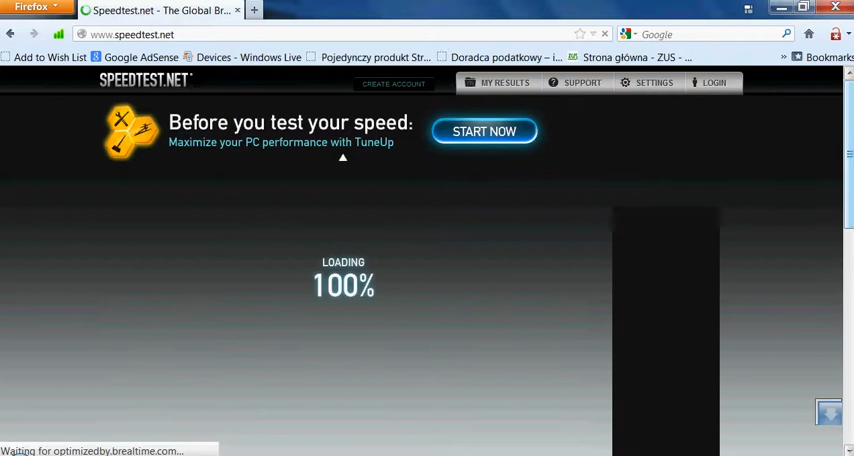 Firefox
Speedtest.net - The Global Br...
www.speedtest.net
Google
Add to Wish List
Google AdSense
Devices - Windows Live
Pojedynczy produkt Str...
Doradca podatkowy – i...
Strona główna - ZUS - ...
»
Bookmarks
SPEEDTEST.NET
CREATE ACCOUNT
MY RESULTS
SUPPORT
SETTINGS
LOGIN
Before you test your speed:
Maximize your PC performance with TuneUp
START NOW
LOADING
100%
Waiting for optimizedby.brealtime.com...